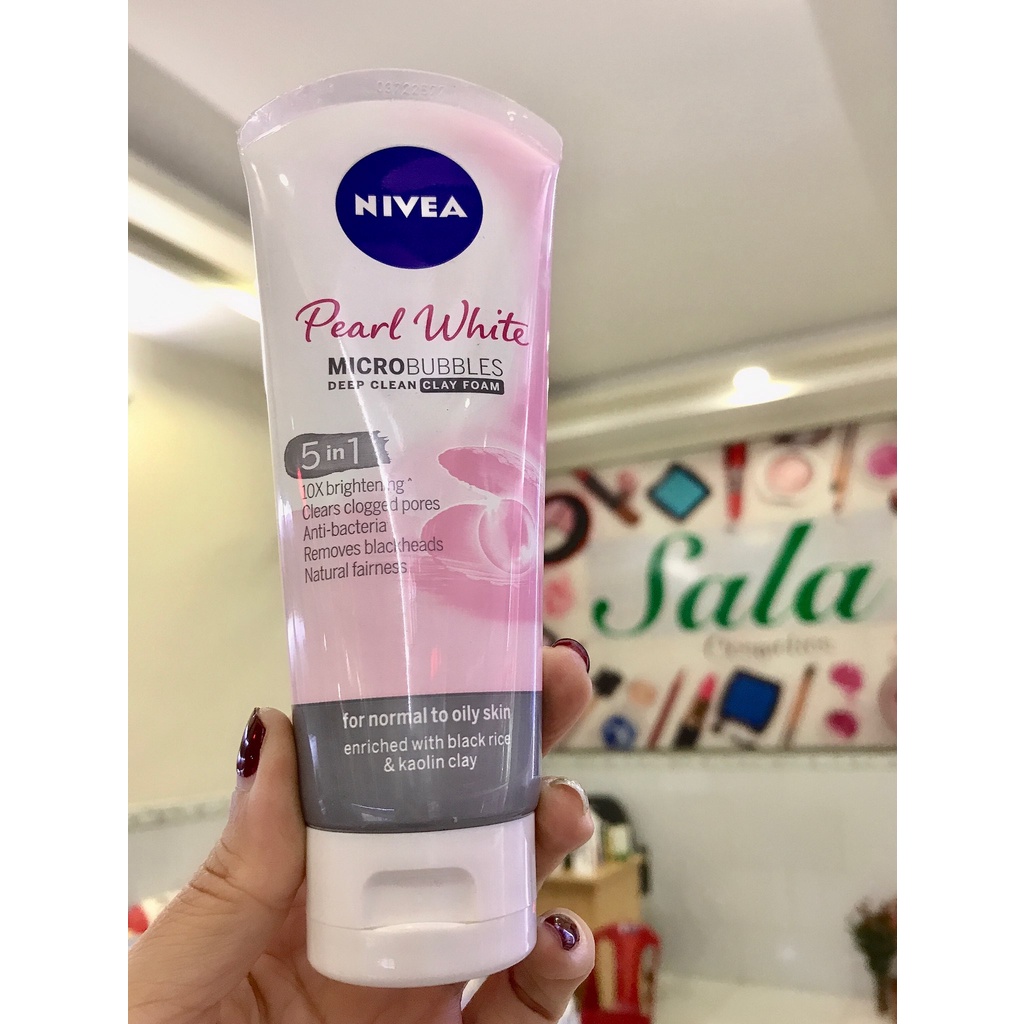 NIVEA
Pearl White
MICROBUBBLES
DEEP CLEAN CLAY FOAM
5 in 1
10X brightening^
Clears clogged pores
Anti-bacteria
Removes blackheads
Natural fairness
for normal to oily skin
enriched with black rice
& kaolin clay
Sala